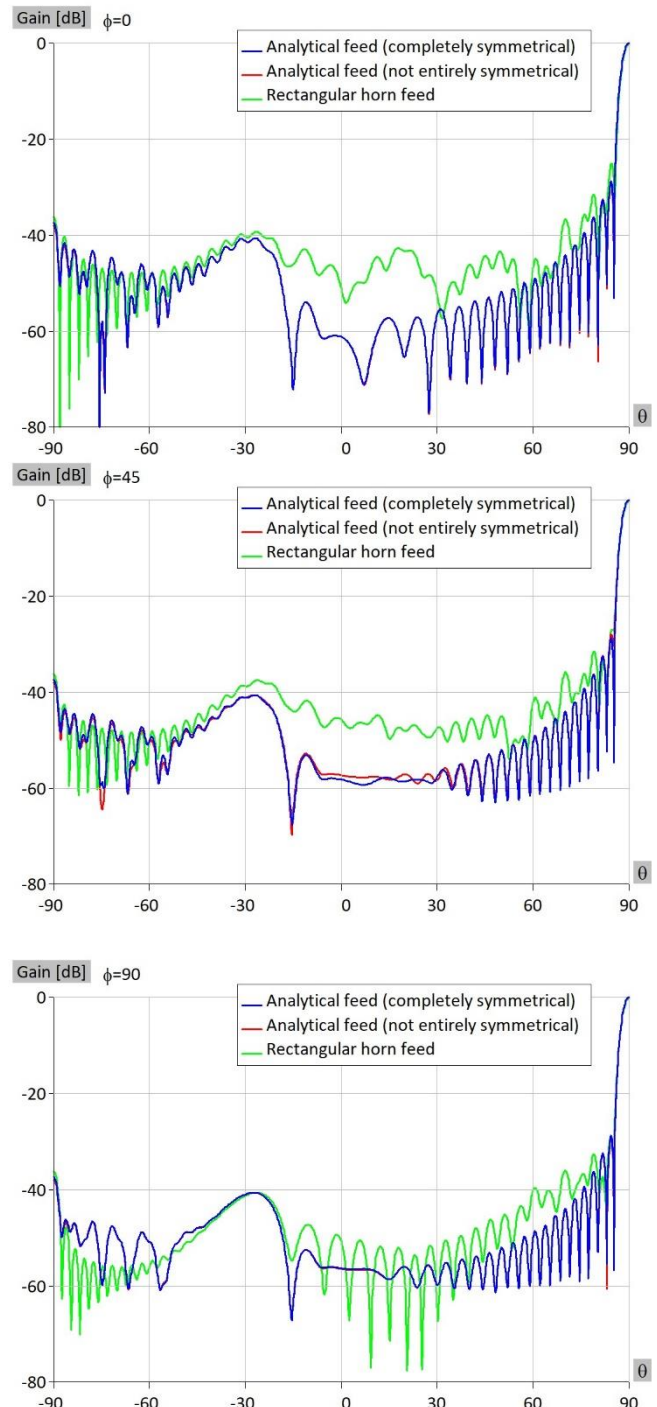 Gain [dB] ϕ=0
Analytical feed (completely symmetrical)
Analytical feed (not entirely symmetrical)
Rectangular horn feed
0
-20
-40
-60
-80
θ
-90 -60 -30 0 30 60 90
Gain [dB] ϕ=45
Analytical feed (completely symmetrical)
Analytical feed (not entirely symmetrical)
Rectangular horn feed
0
-20
-40
-60
-80
θ
-90 -60 -30 0 30 60 90
Gain [dB] ϕ=90
Analytical feed (completely symmetrical)
Analytical feed (not entirely symmetrical)
Rectangular horn feed
0
-20
-40
-60
-80
θ
-90 -60 -30 0 30 60 90